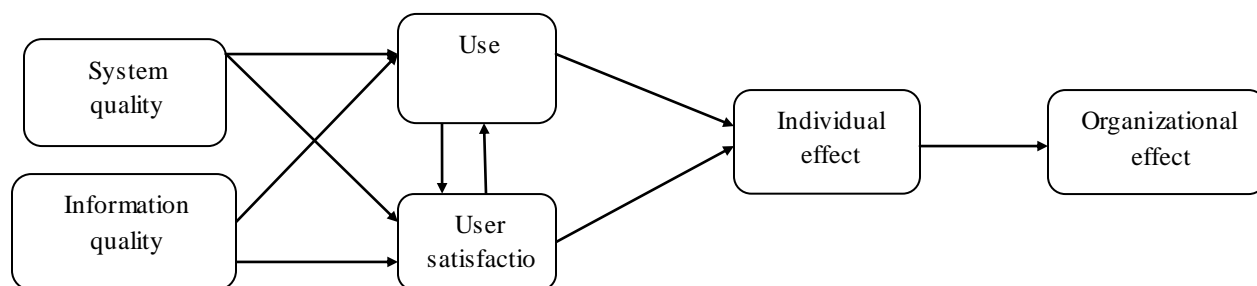 System
quality
Information
quality
Use
User
satisfactio
Individual
effect
Organizational
effect